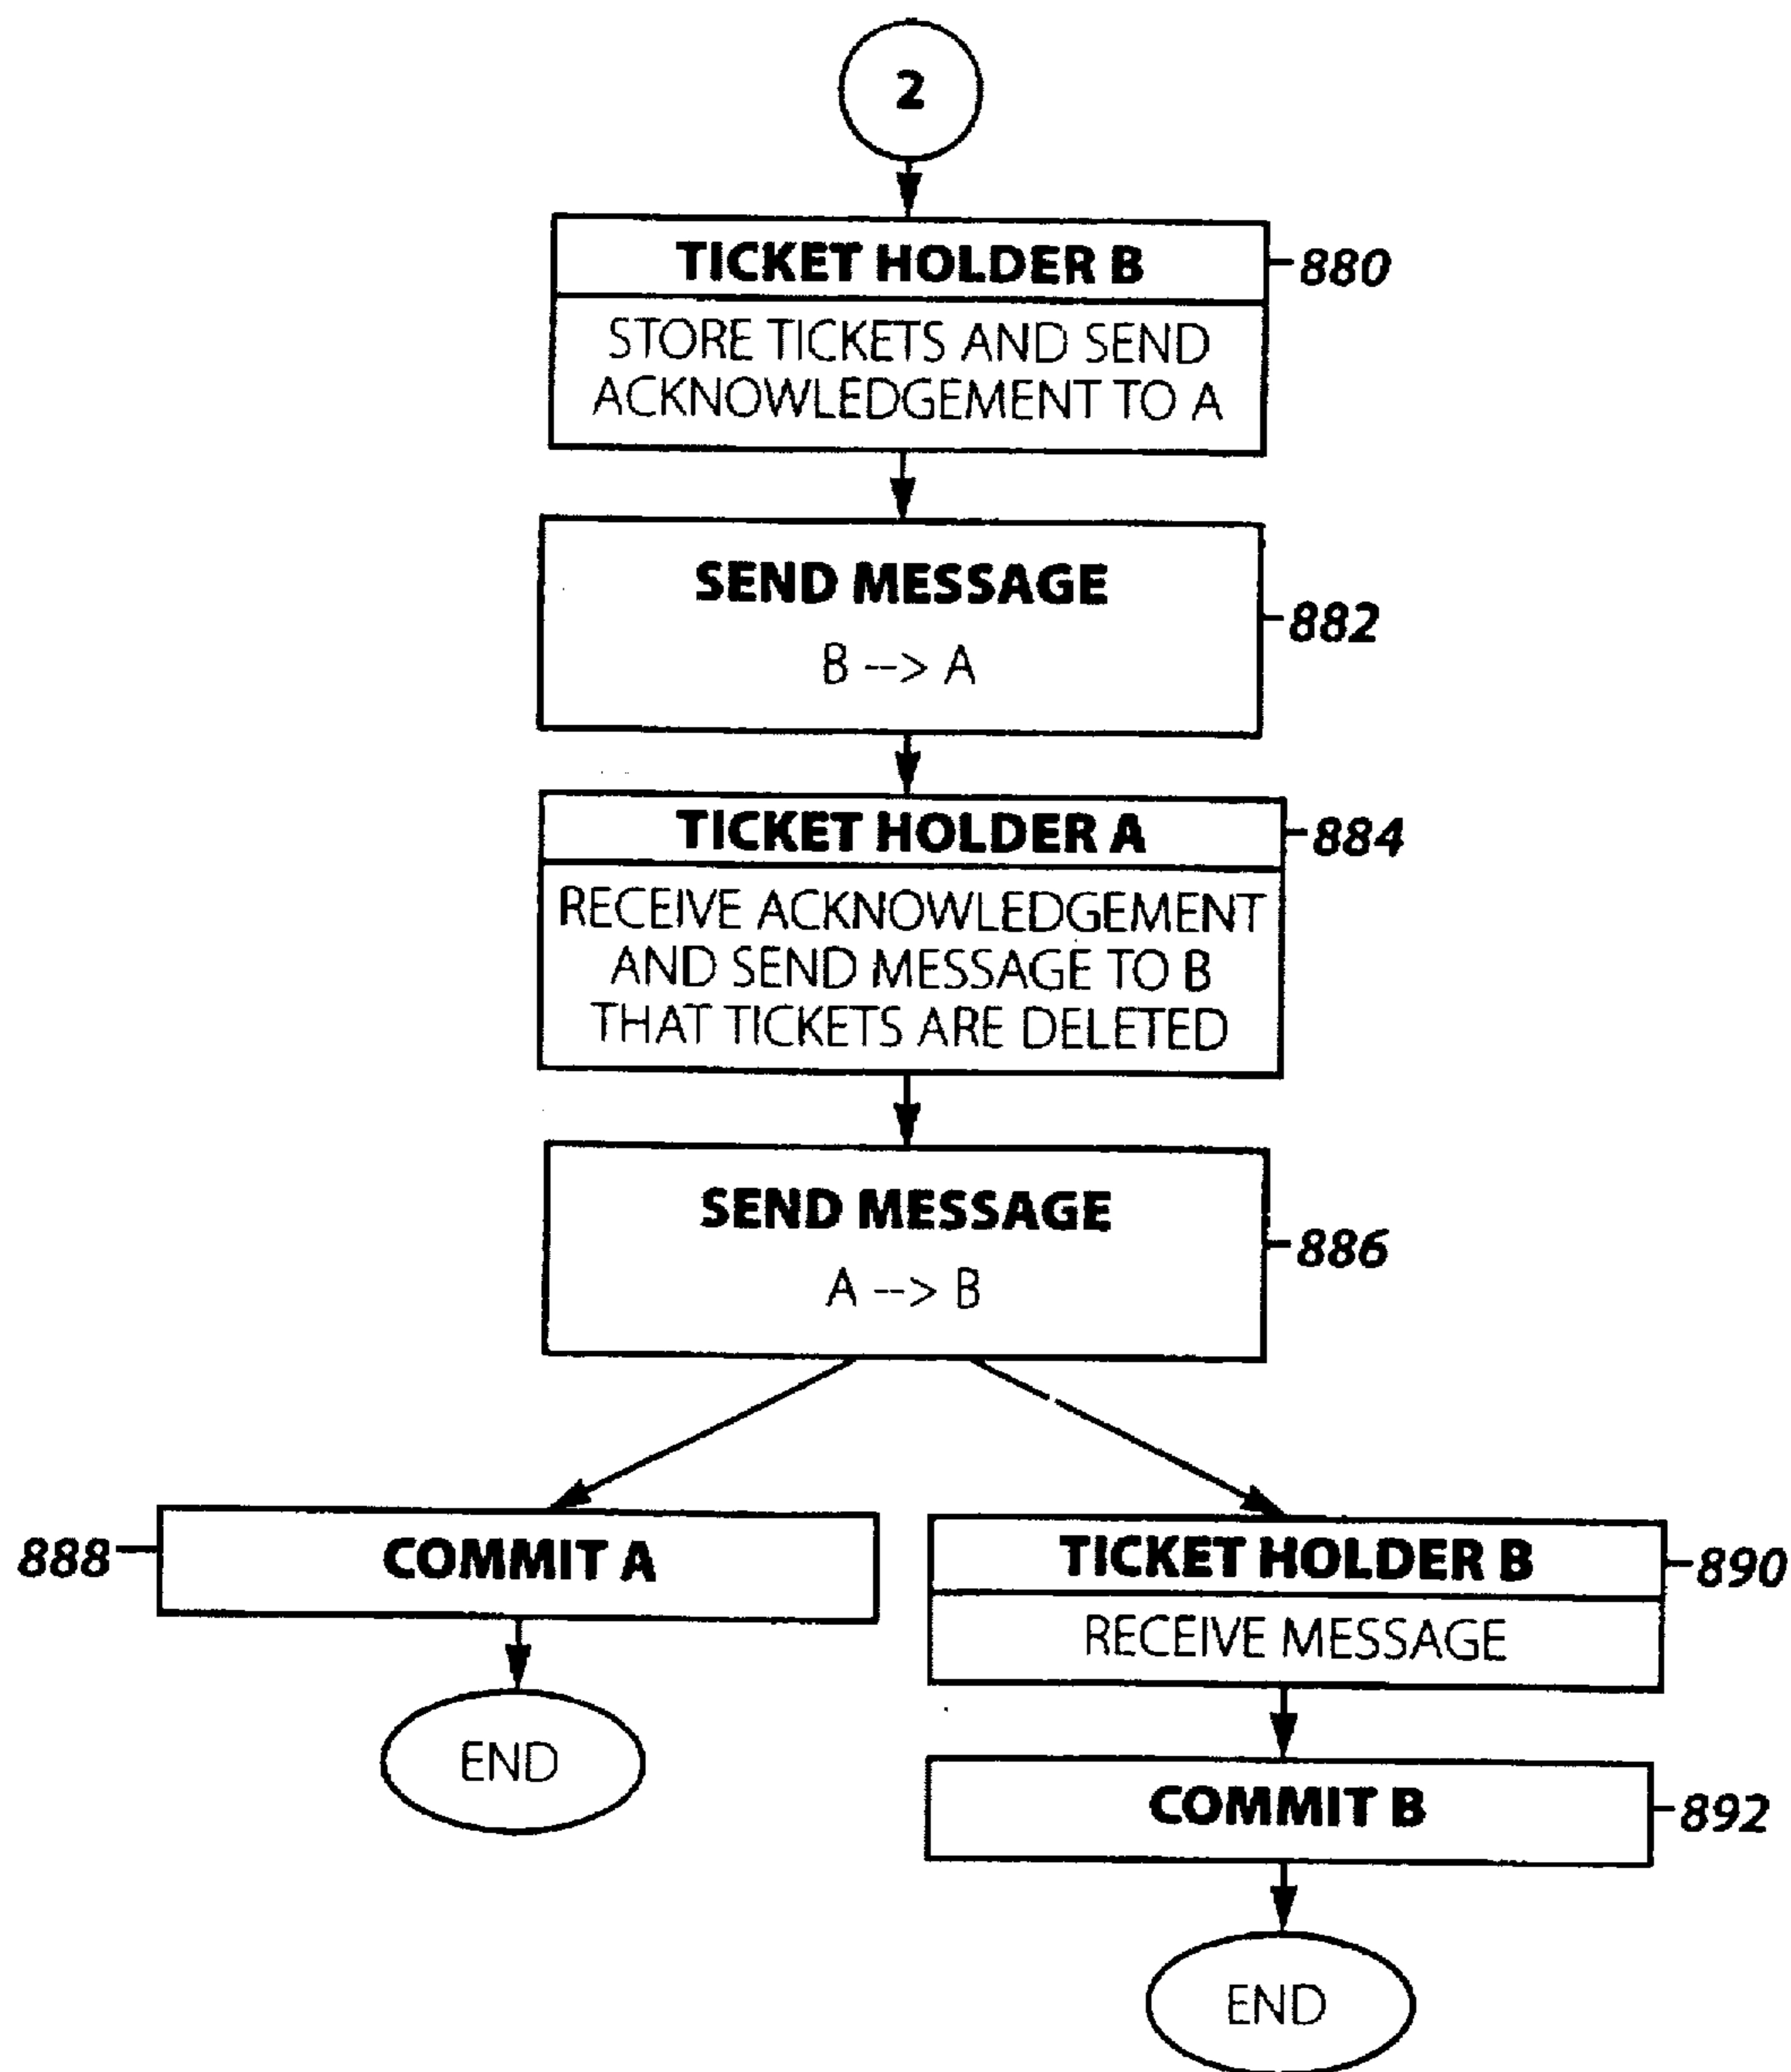 2
TICKET HOLDER B
880
STORE TICKETS AND SEND
ACKNOWLEDGEMENT TO A
SEND MESSAGE
882
B --> A
TICKET HOLDER A
884
RECEIVE ACKNOWLEDGEMENT
AND SEND MESSAGE TO B
THAT TICKETS ARE DELETED
SEND MESSAGE
886
A --> B
888
COMMIT A
END
TICKET HOLDER B
890
RECEIVE MESSAGE
COMMIT B
892
END